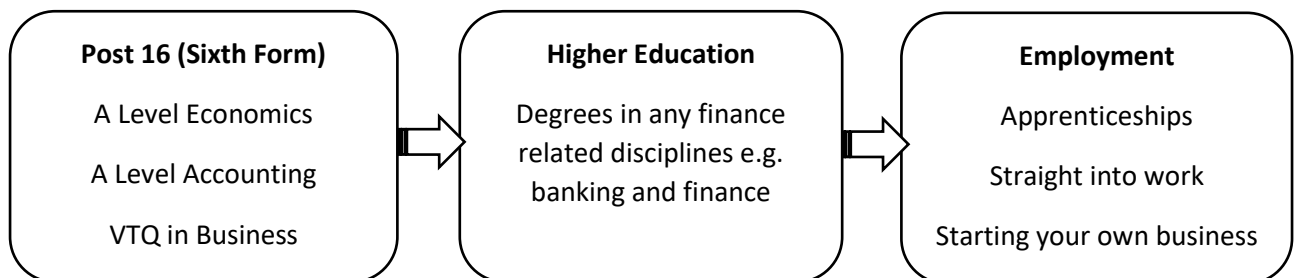 Post 16 (Sixth Form)
A Level Economics
A Level Accounting
VTQ in Business
Higher Education
Degrees in any finance
related disciplines e.g.
banking and finance
Employment
Apprenticeships
Straight into work
Starting your own business